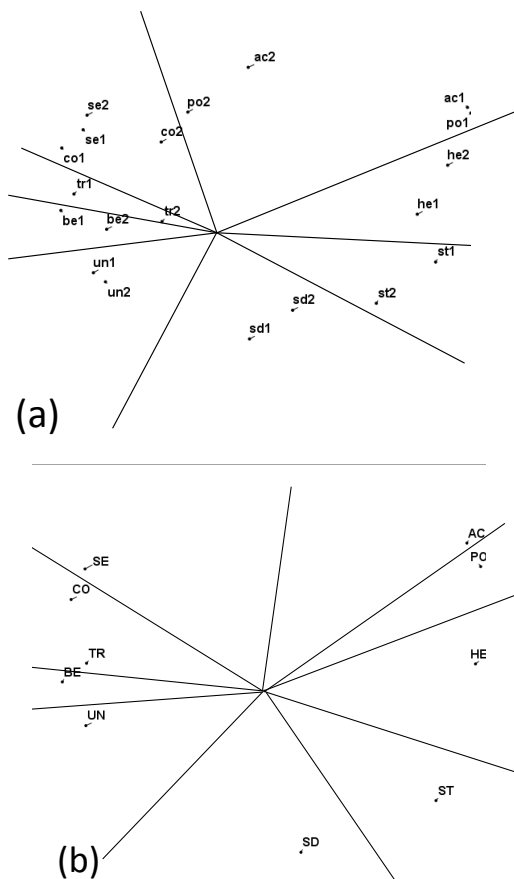 ac2
se2
po2
ac1
se1
co2
po1
co1
he2
tr1
be1
be2
tr2
he1
un1
st1
un2
sd2
st2
sd1
(a)
SE
AC
CO
PO
TR
HE
BE
UN
ST
SD
(b)